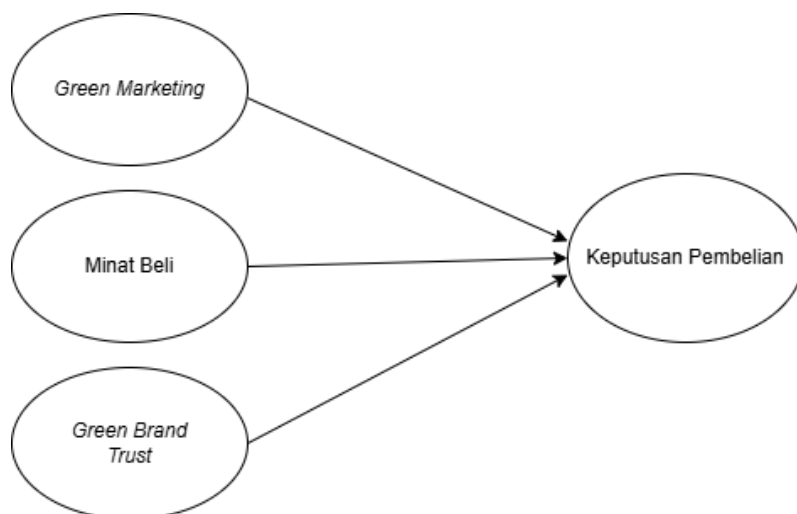 Green Marketing
Minat Beli
Keputusan Pembelian
Green Brand
Trust